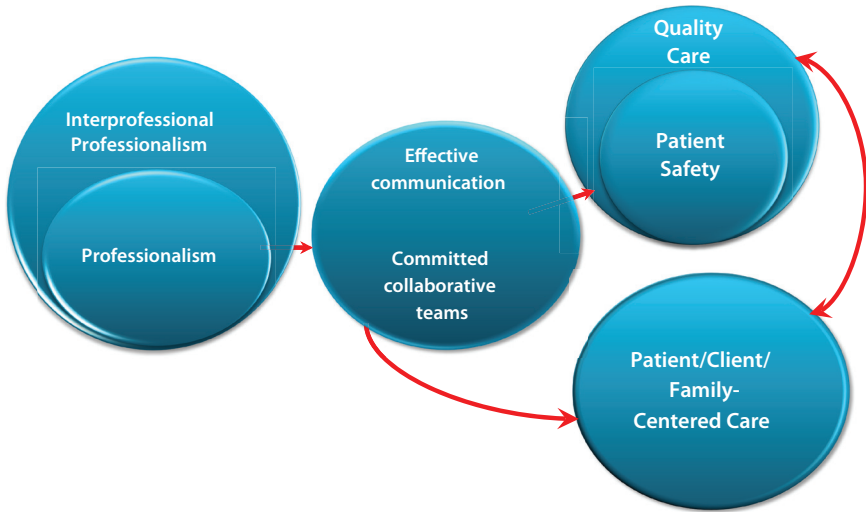 Interprofessional
Professionalism
Professionalism
Effective
communication
Committed
collaborative
teams
Quality
Care
Patient
Safety
Patient/Client/
Family-
Centered Care